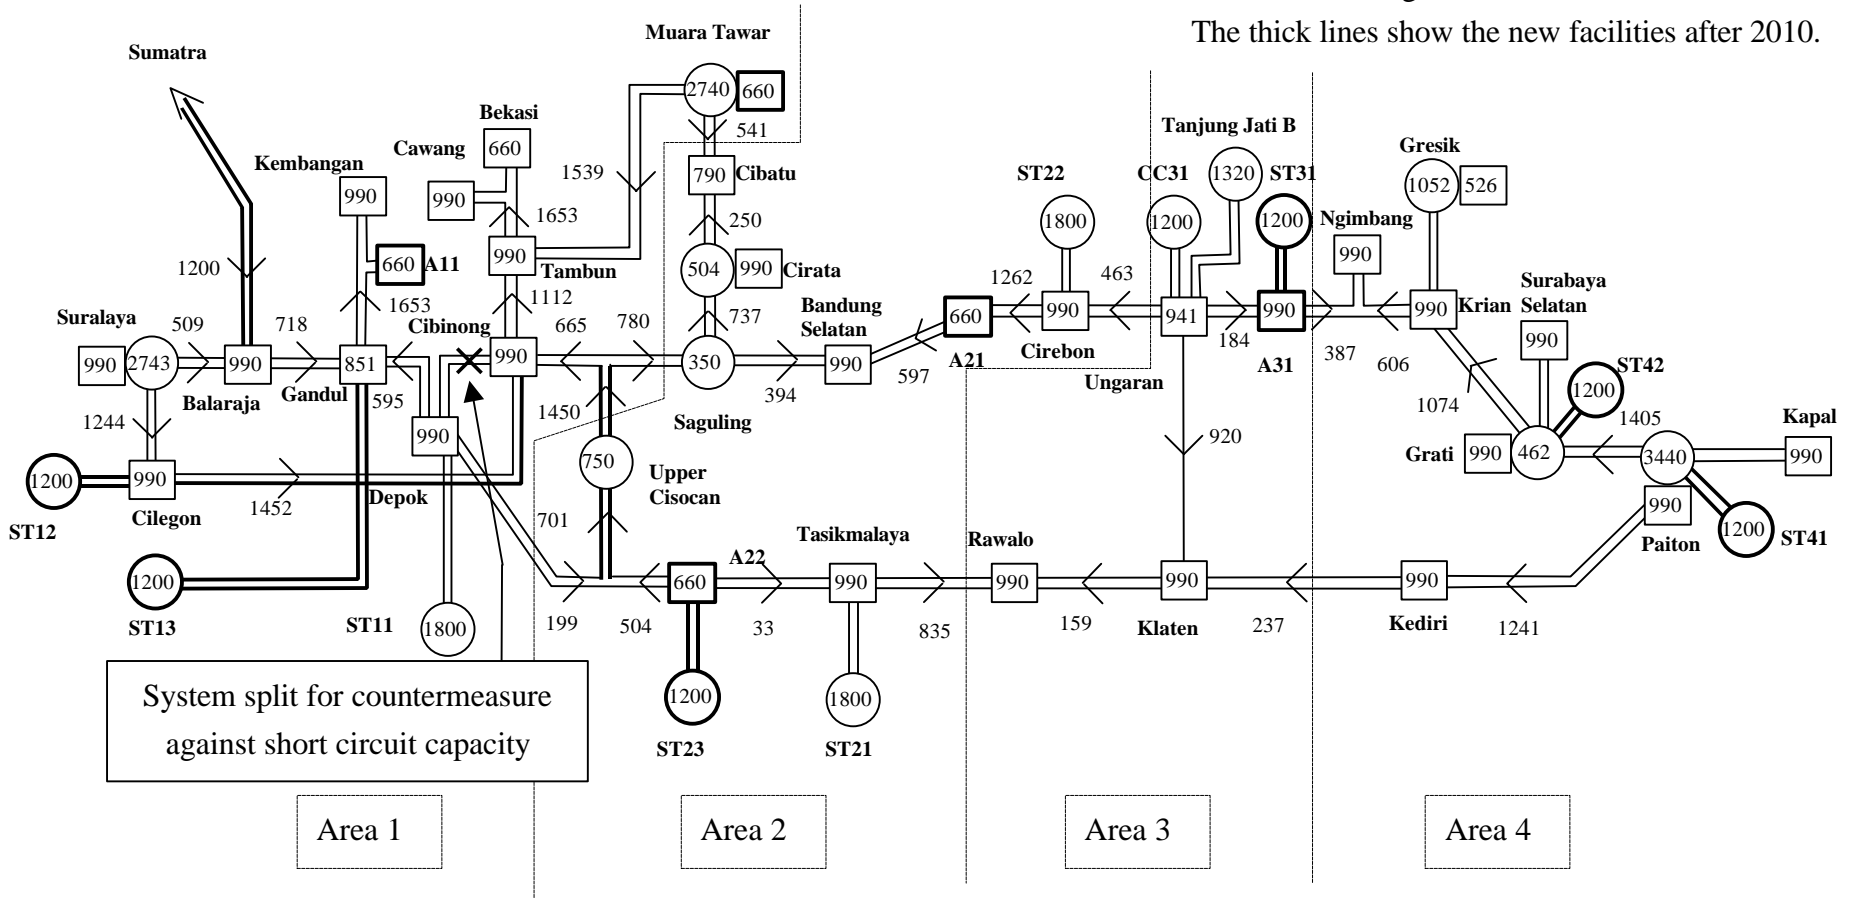 The thick lines show the new facilities after 2010.
Muara Tawar
Sumatra
2740
660
Bekasi
541
Tanjung Jati B
Cawang
660
Gresik
Kembangan
1539
790
Cibatu
ST22
CC31
1320
ST31
1052
526
990
990
1653
250
1800
1200
1200
Ngimbang
660
A11
990
Tambun
504
990
Cirata
990
1200
1653
1112
1262
463
Surabaya
Selatan
Suralaya
509
718
Cibinong
665
780
737
Bandung
Selatan
660
990
941
990
990
Krian
990
2743
990
851
990
350
990
A21
Cirebon
184
A31
387
606
990
ST42
Balaraja
Gandul
595
394
597
Ungaran
1200
1244
1450
Saguling
1074
1405
Kapal
990
920
Grati
990
462
3440
990
1200
990
750
Upper
Cisocan
Depok
ST12
Cilegon
1452
701
Tasikmalaya
Rawalo
990
1200
ST41
Paiton
A22
1200
660
990
990
990
990
ST13
ST11
1800
199
504
33
835
159
Klaten
237
Kediri
1241
System split for countermeasure
against short circuit capacity
1200
1800
ST23
ST21
Area 1
Area 2
Area 3
Area 4